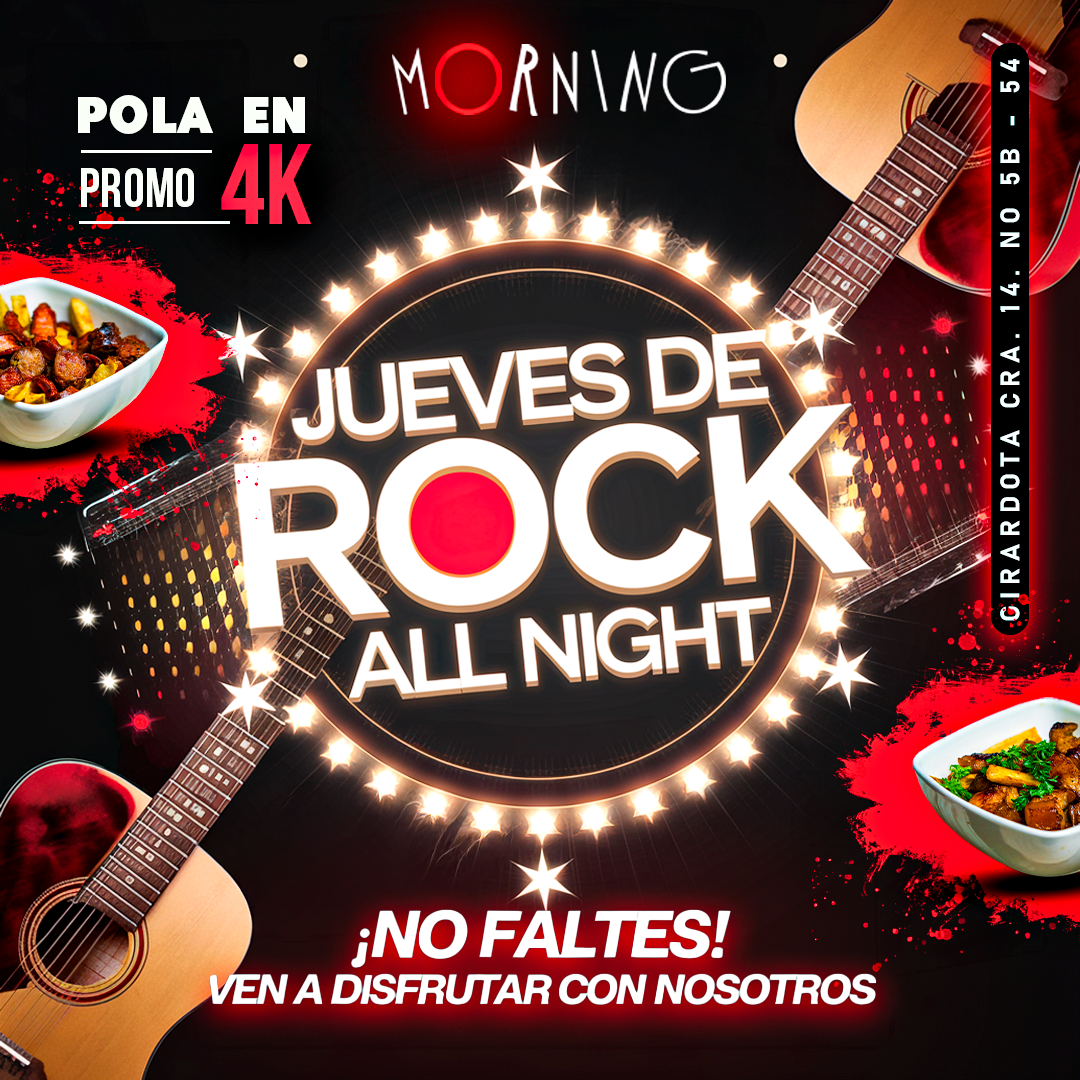 MORNING
POLA EN
PROMO 4K
JUEVES DE
ROCK
ALL NIGHT
GIRARDOTA CRA. 14. NO 5B - 54
¡NO FALTES!
VEN A DISFRUTAR CON NOSOTROS